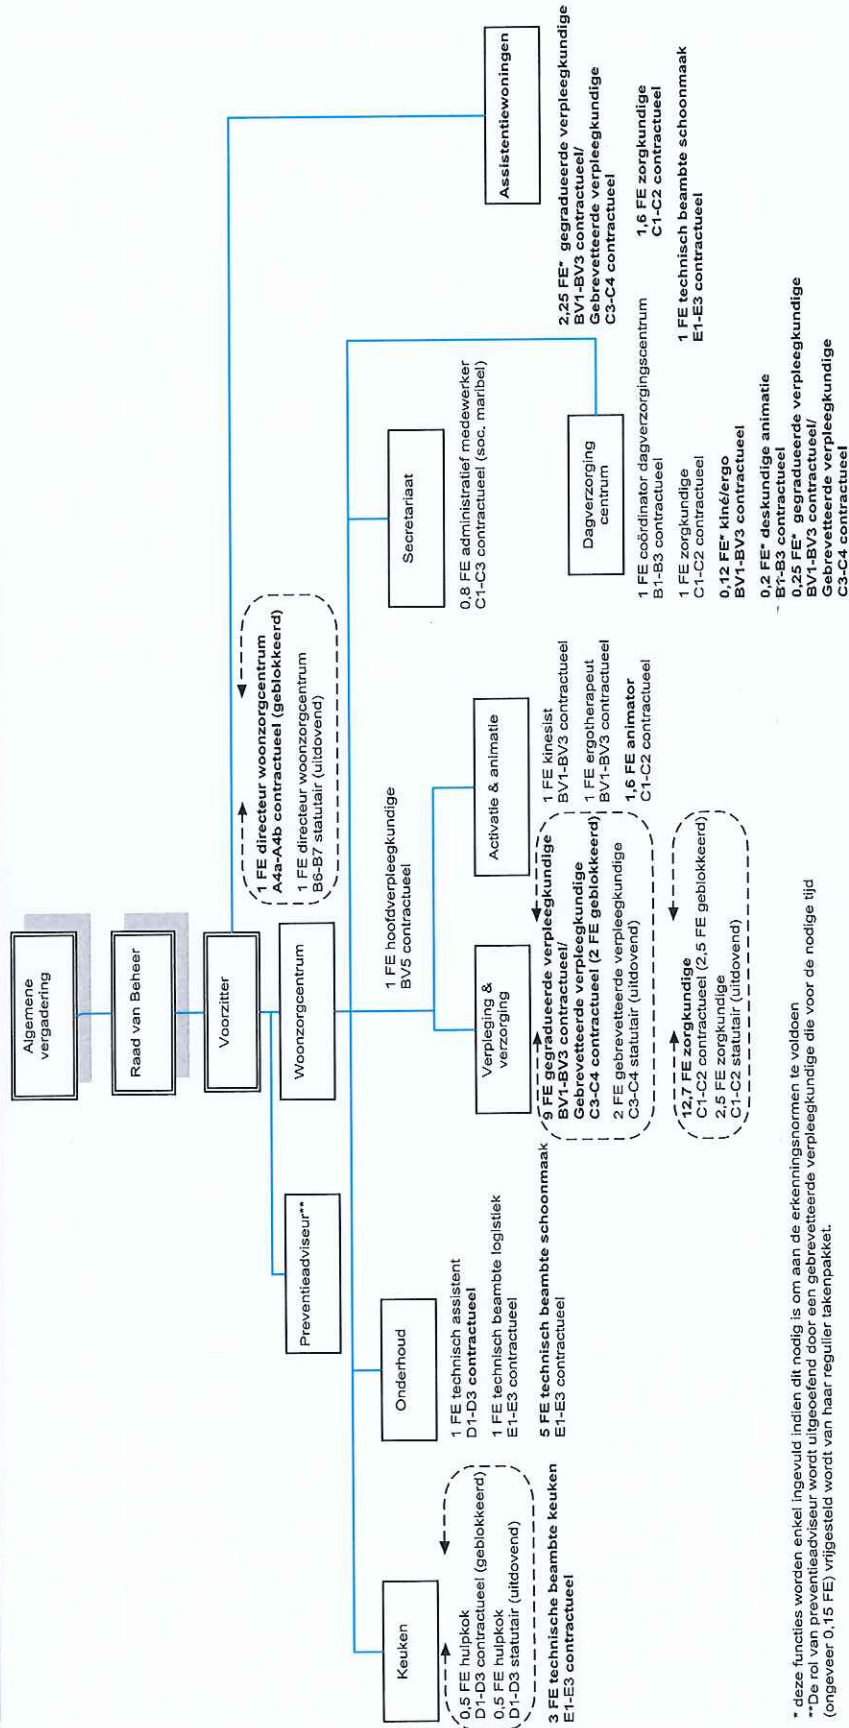 Algemene
vergadering
Raad van Beheer
Voorzitter
Preventieadviseur**
Woonzorgcentrum
1 FE directeur woonzorgcentrum
A4a-A4b contractueel (geblokkeerd)
1 FE directeur woonzorgcentrum
B6-B7 statutair (uitdovend)
Keuken
0,5 FE hulpkok
D1-D3 contractueel (geblokkeerd)
0,5 FE hulpkok
D1-D3 statutair (uitdovend)
3 FE technische beambte keuken
E1-E3 contractueel
Onderhoud
1 FE technisch assistent
D1-D3 contractueel
1 FE technisch beambte logistiek
E1-E3 contractueel
5 FE technisch beambte schoonmaak
E1-E3 contractueel
1 FE hoofdverpleegkundige
BV5 contractueel
Verpleging &
verzorging
9 FE gegradueerde verpleegkundige
BV1-BV3 contractueel/
Gebrevetteerde verpleegkundige
C3-C4 contractueel (2 FE geblokkeerd)
2 FE gebrevetteerde verpleegkundige
C3-C4 statutair (uitdovend)
12,7 FE zorgkundige
C1-C2 contractueel (2,5 FE geblokkeerd)
2,5 FE zorgkundige
C1-C2 statutair (uitdovend)
Activatie & animatie
1 FE kinesist
BV1-BV3 contractueel
1 FE ergotherapeut
BV1-BV3 contractueel
1,6 FE animator
C1-C2 contractueel
Secretariaat
0,8 FE administratief medewerker
C1-C3 contractueel (soc. maribel)
Dagverzorging
centrum
1 FE coördinator dagverzorgingscentrum
B1-B3 contractueel
1 FE zorgkundige
C1-C2 contractueel
0,12 FE* kiné/ergo
BV1-BV3 contractueel
0,2 FE* deskundige animatie
B1-B3 contractueel
0,25 FE* gegradueerde verpleegkundige
BV1-BV3 contractueel/
Gebrevetteerde verpleegkundige
C3-C4 contractueel
Assistentiewoningen
2,25 FE* gegradueerde verpleegkundige
BV1-BV3 contractueel/
Gebrevetteerde verpleegkundige
C3-C4 contractueel
1,6 FE zorgkundige
C1-C2 contractueel
1 FE technisch beambte schoonmaak
E1-E3 contractueel
* deze functies worden enkel ingevuld indien dit nodig is om aan de erkenningsnormen te voldoen
**De rol van preventieadviseur wordt uitgeoefend door een gebrevetteerde verpleegkundige die voor de nodige tijd
(ongeveer 0,15 FE) vrijgesteld wordt van haar regulier takenpakket.